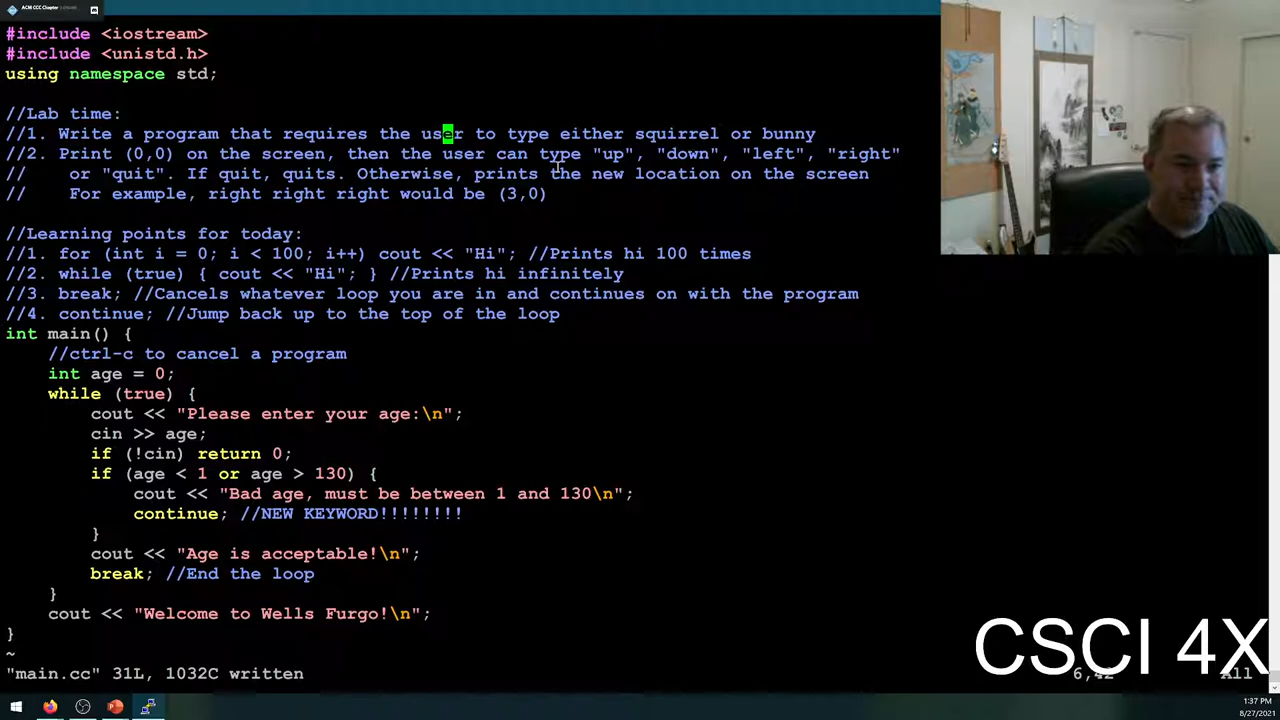 ACM CCC Chapter
#include <iostream>
#include <unistd.h>
using namespace std;
//Lab time:
//1. Write a program that requires the user to type either squirrel or bunny
//2. Print (0,0) on the screen, then the user can type "up", "down", "left", "right"
//   or "quit". If quit, quits. Otherwise, prints the new location on the screen
//   For example, right right right would be (3,0)
//Learning points for today:
//1. for (int i = 0; i < 100; i++) cout << "Hi"; //Prints hi 100 times
//2. while (true) { cout << "Hi"; } //Prints hi infinitely
//3. break; //Cancels whatever loop you are in and continues on with the program
//4. continue; //Jump back up to the top of the loop
int main() {
    //ctrl-c to cancel a program
    int age = 0;
    while (true) {
        cout << "Please enter your age:\n";
        cin >> age;
        if (!cin) return 0;
        if (age < 1 or age > 130) {
            cout << "Bad age, must be between 1 and 130\n";
            continue; //NEW KEYWORD!!!!!!!!
        }
        cout << "Age is acceptable!\n";
        break; //End the loop
    }
    cout << "Welcome to Wells Furgo!\n";
}
~
"main.cc" 31L, 1032C written
6,42
All
CSCI 4X
1:37 PM
8/27/2021